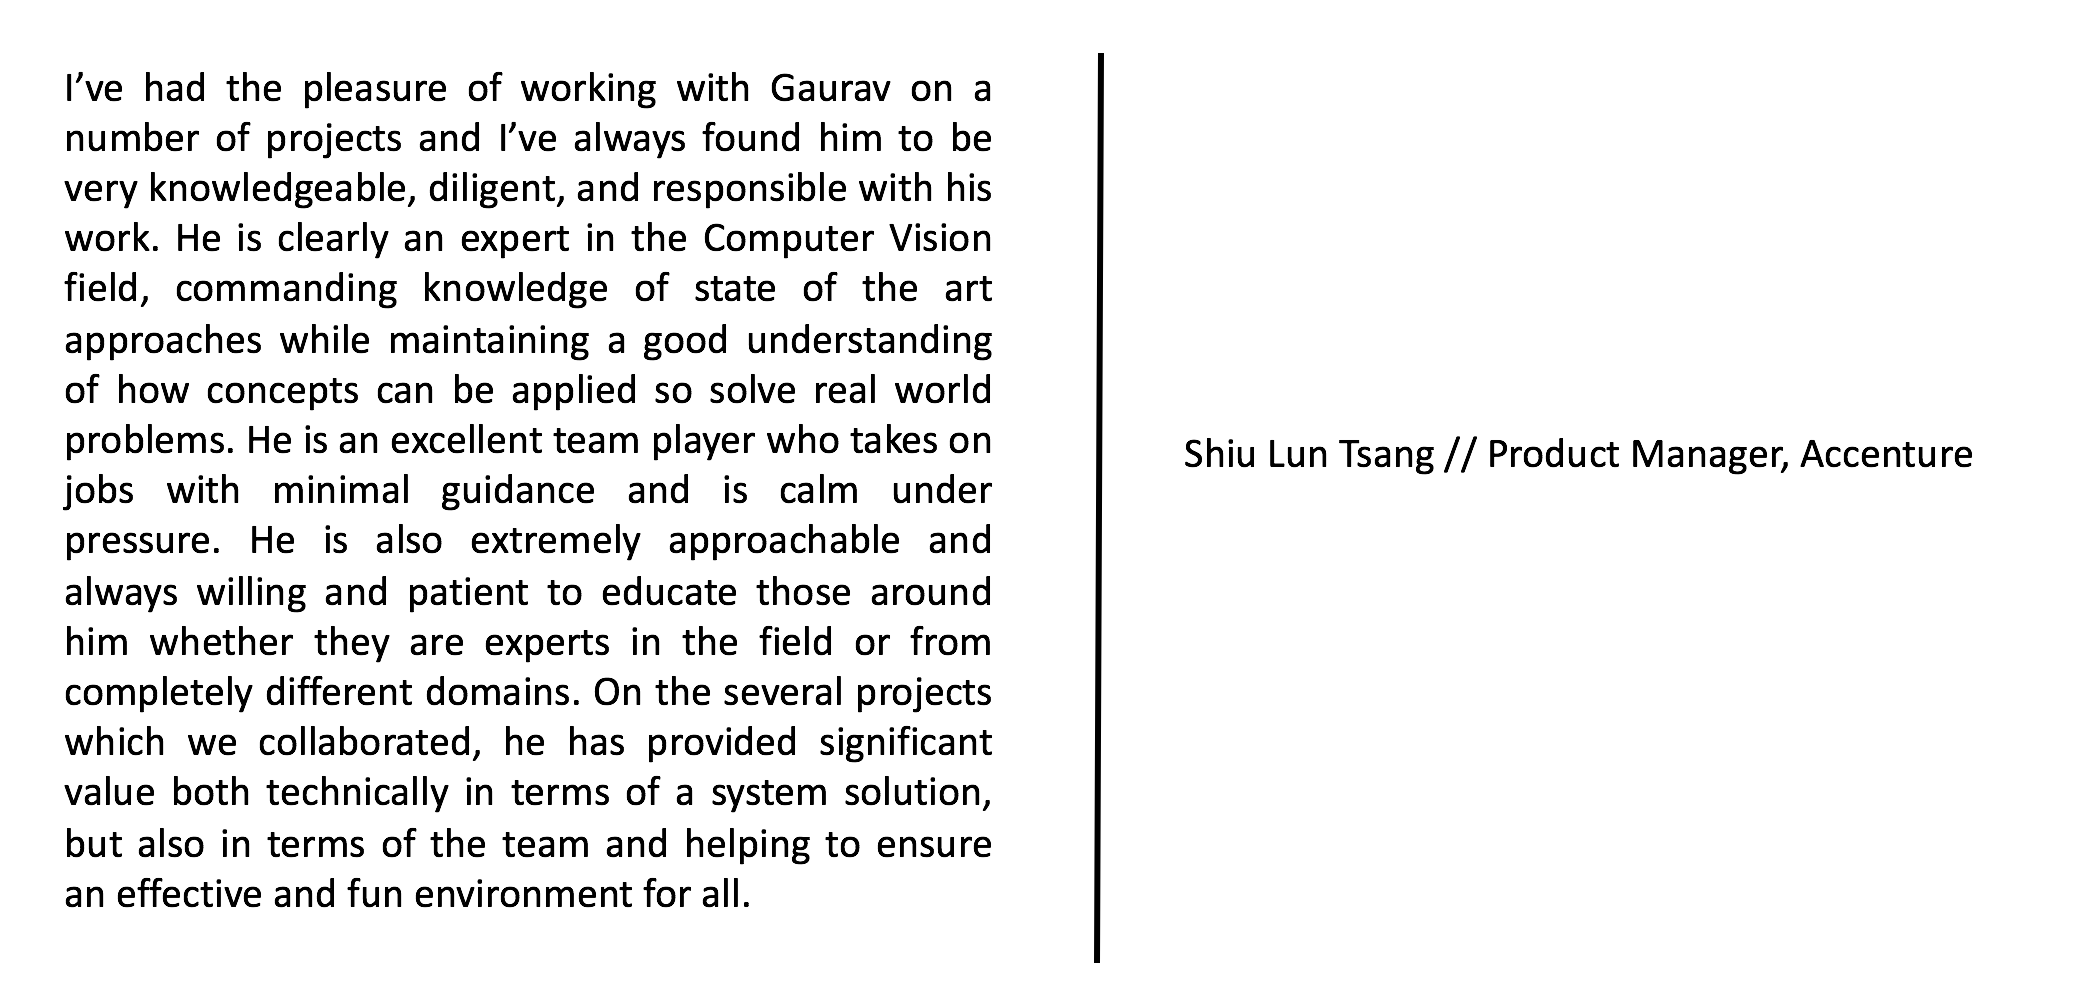 I’ve had the pleasure of working with Gaurav on a
number of projects and I’ve always found him to be
very knowledgeable, diligent, and responsible with his
work. He is clearly an expert in the Computer Vision
field, commanding knowledge of state of the art
approaches while maintaining a good understanding
of how concepts can be applied so solve real world
problems. He is an excellent team player who takes on
jobs with minimal guidance and is calm under
pressure. He is also extremely approachable and
always willing and patient to educate those around
him whether they are experts in the field or from
completely different domains. On the several projects
which we collaborated, he has provided significant
value both technically in terms of a system solution,
but also in terms of the team and helping to ensure
an effective and fun environment for all.
Shiu Lun Tsang // Product Manager, Accenture